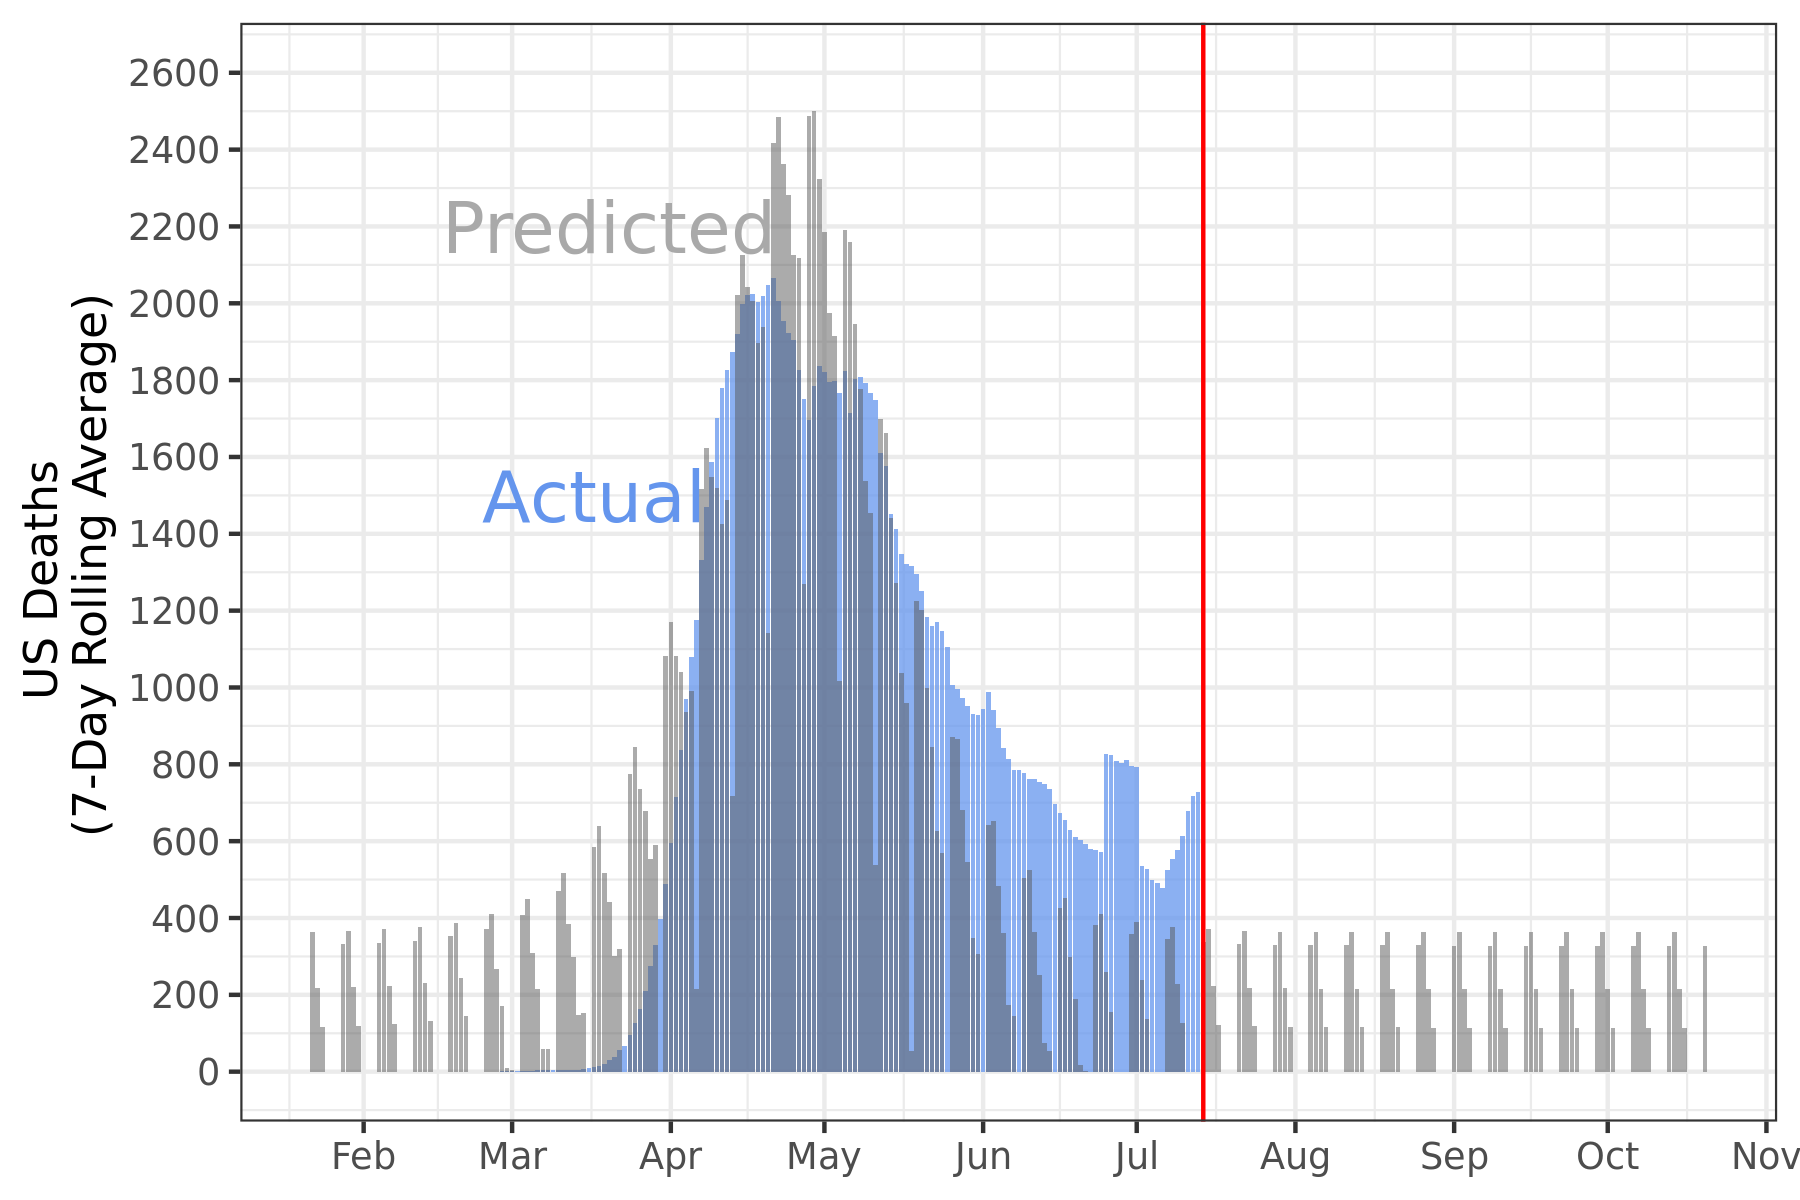 US Deaths
(7-Day Rolling Average)
2600
2400
2200
2000
1800
1600
1400
1200
1000
800
600
400
200
0
Predicted
Actual
Feb Mar Apr May Jun Jul Aug Sep Oct Nov